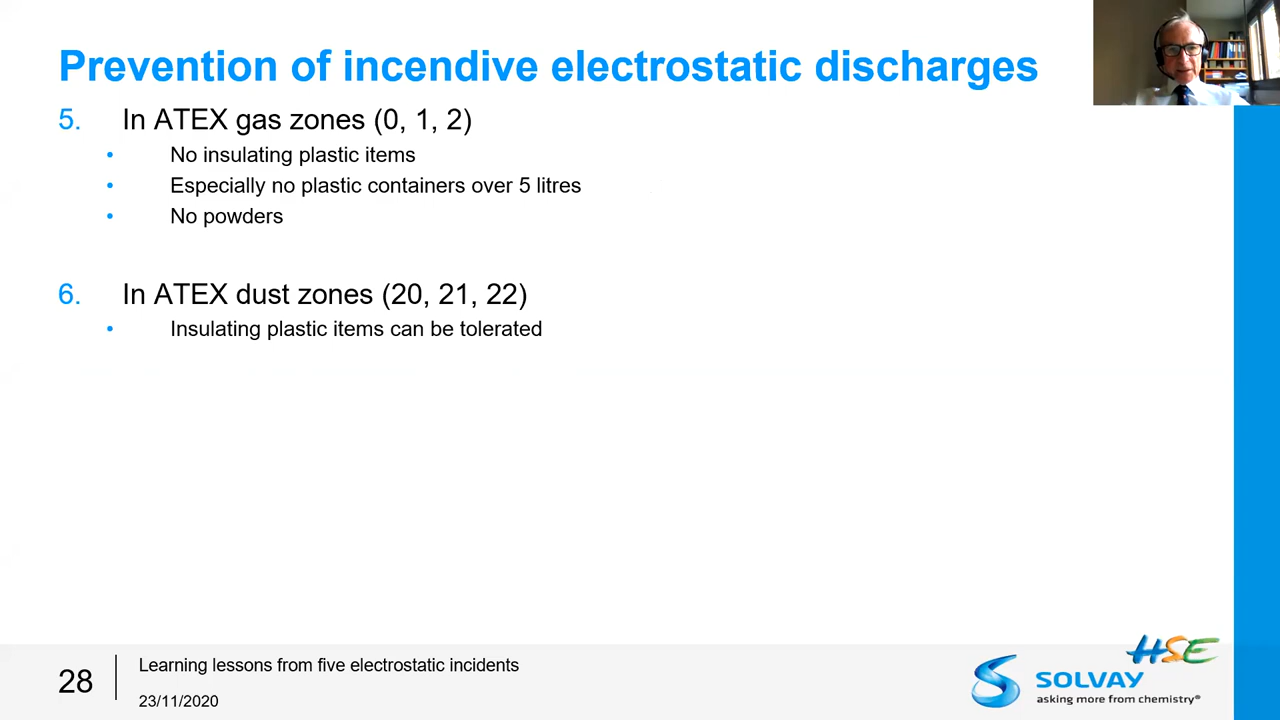 Prevention of incendive electrostatic discharges
5. In ATEX gas zones (0, 1, 2)
• No insulating plastic items
• Especially no plastic containers over 5 litres
• No powders
6. In ATEX dust zones (20, 21, 22)
• Insulating plastic items can be tolerated
28
Learning lessons from five electrostatic incidents
23/11/2020
HSE
SOLVAY
asking more from chemistry®